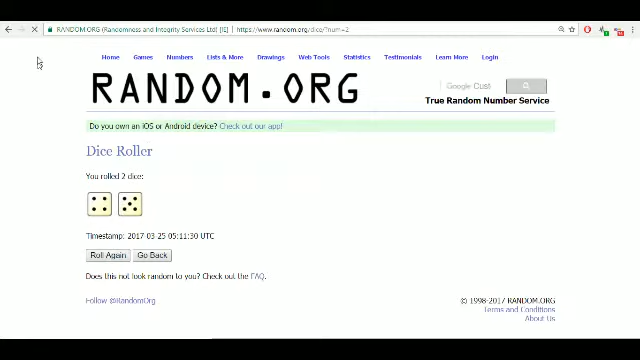 RANDOM.ORG (Randomness and Integrity Services Ltd) [IE] https://www.random.org/dice/?num=2
Home Games Numbers Lists & More Drawings Web Tools Statistics Testimonials Learn More Login
RANDOM.ORG
Google Cust
True Random Number Service
Do you own an iOS or Android device? Check out our app!
Dice Roller
You rolled 2 dice:
Timestamp: 2017-03-25 05:11:30 UTC
Roll Again Go Back
Does this not look random to you? Check out the FAQ.
Follow @RandomOrg
© 1998-2017 RANDOM.ORG
Terms and Conditions
About Us